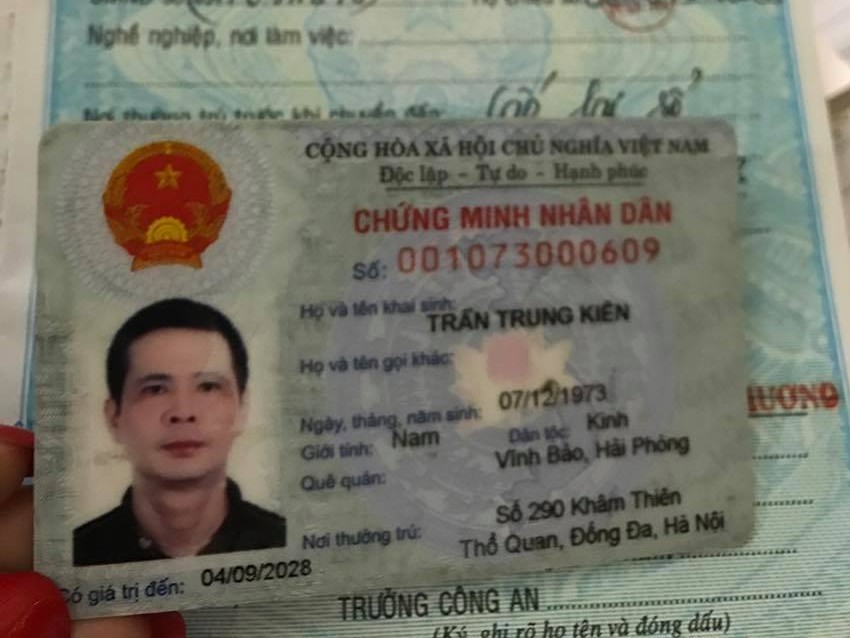 Nghề nghiệp, nơi làm việc:
Nơi thường trú trước khi chuyển đến:
CỘNG HÒA XÃ HỘI CHỦ NGHĨA VIỆT NAM
Độc lập - Tự do - Hạnh phúc
CHỨNG MINH NHÂN DÂN
Số: 001073000609
Họ và tên khai sinh:
TRẦN TRUNG KIÊN
Họ và tên gọi khác:
Ngày, tháng, năm sinh: 07/12/1973
Giới tính: Nam Dân tộc: Kinh
Quê quán: Vĩnh Bảo, Hải Phòng
Nơi thường trú: Số 290 Khâm Thiên
Thổ Quan, Đống Đa, Hà Nội
Có giá trị đến: 04/09/2028
TRƯỞNG CÔNG AN
(Ký, ghi rõ họ tên và đóng dấu)